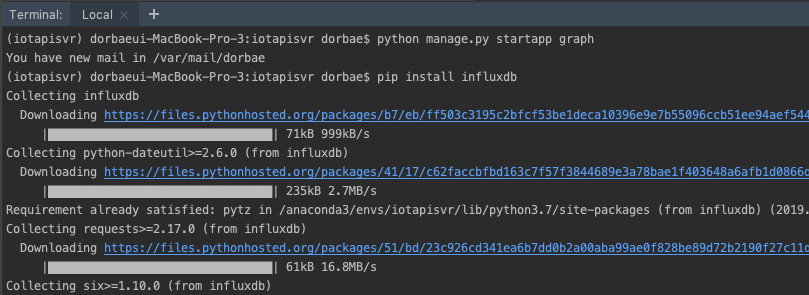 Terminal: Local × +
(iotapisvr) dorbaeui-MacBook-Pro-3:iotapisvr dorbae$ python manage.py startapp graph
You have new mail in /var/mail/dorbae
(iotapisvr) dorbaeui-MacBook-Pro-3:iotapisvr dorbae$ pip install influxdb
Collecting influxdb
Downloading https://files.pythonhosted.org/packages/b7/eb/ff503c3195c2bfcf53be1deca10396e9e7b55096ccb51ee94aef544
|████████████████████████████████| 71kB 999kB/s
Collecting python-dateutil>=2.6.0 (from influxdb)
Downloading https://files.pythonhosted.org/packages/41/17/c62faccbfbd163c7f57f3844689e3a78bae1f403648a6afb1d0866d
|████████████████████████████████| 235kB 2.7MB/s
Requirement already satisfied: pytz in /anaconda3/envs/iotapisvr/lib/python3.7/site-packages (from influxdb) (2019.
Collecting requests>=2.17.0 (from influxdb)
Downloading https://files.pythonhosted.org/packages/51/bd/23c926cd341ea6b7dd0b2a00aba99ae0f828be89d72b2190f27c11d
|████████████████████████████████| 61kB 16.8MB/s
Collecting six>=1.10.0 (from influxdb)